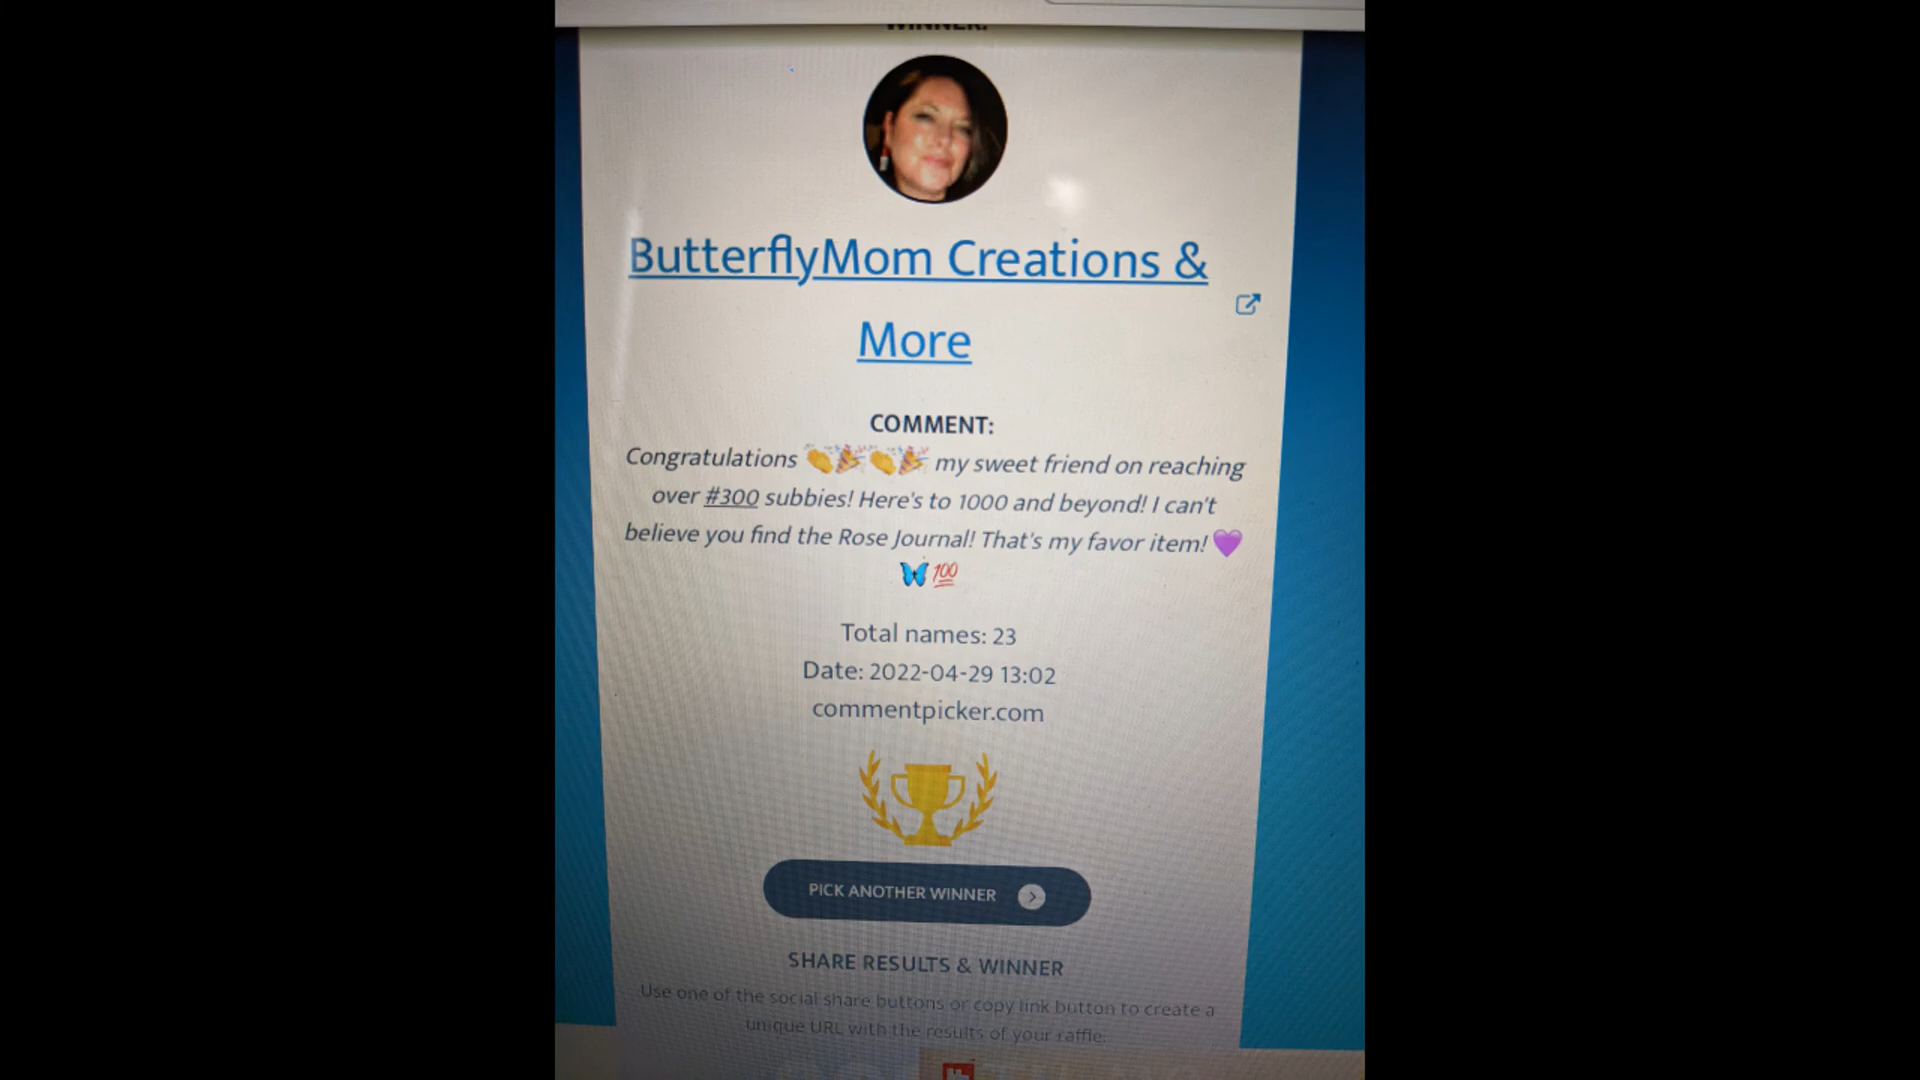 WINNER:
ButterflyMom Creations &
More
COMMENT:
Congratulations 👏🎉👏🎉 my sweet friend on reaching
over #300 subbies! Here's to 1000 and beyond! I can't
believe you find the Rose Journal! That's my favor item! 💜
🦋💯
Total names: 23
Date: 2022-04-29 13:02
commentpicker.com
PICK ANOTHER WINNER
SHARE RESULTS & WINNER
Use one of the social share buttons or copy link button to create a
unique URL with the results of your raffle.